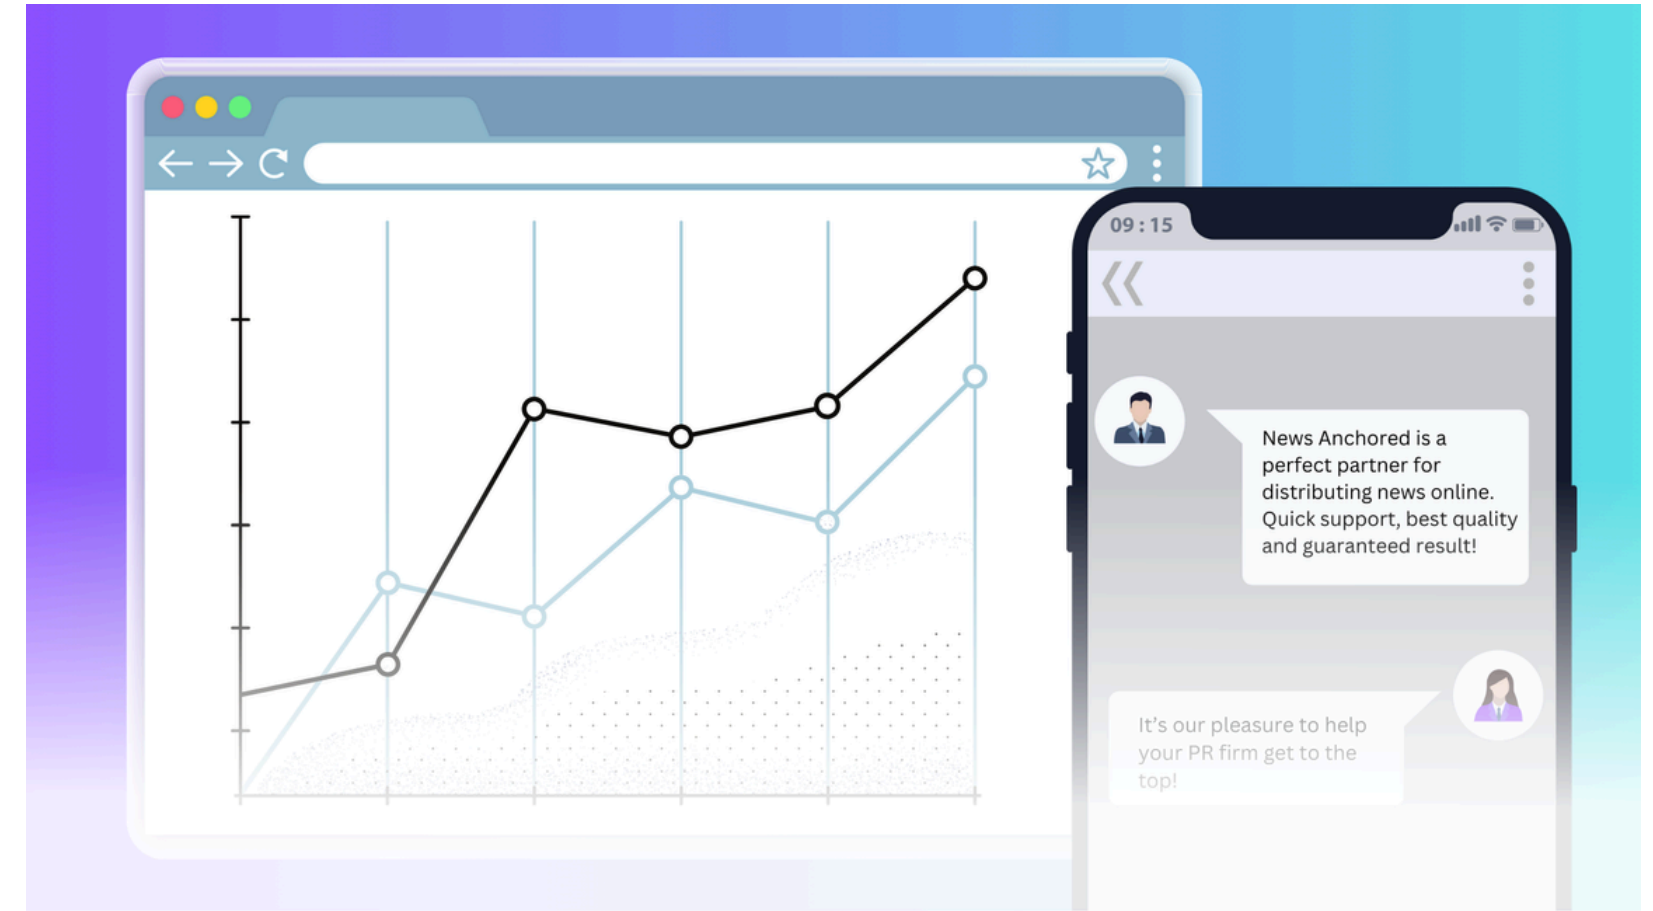 09:15
News Anchored is a
perfect partner for
distributing news online.
Quick support, best quality
and guaranteed result!
It's our pleasure to help
your PR firm get to the
top!